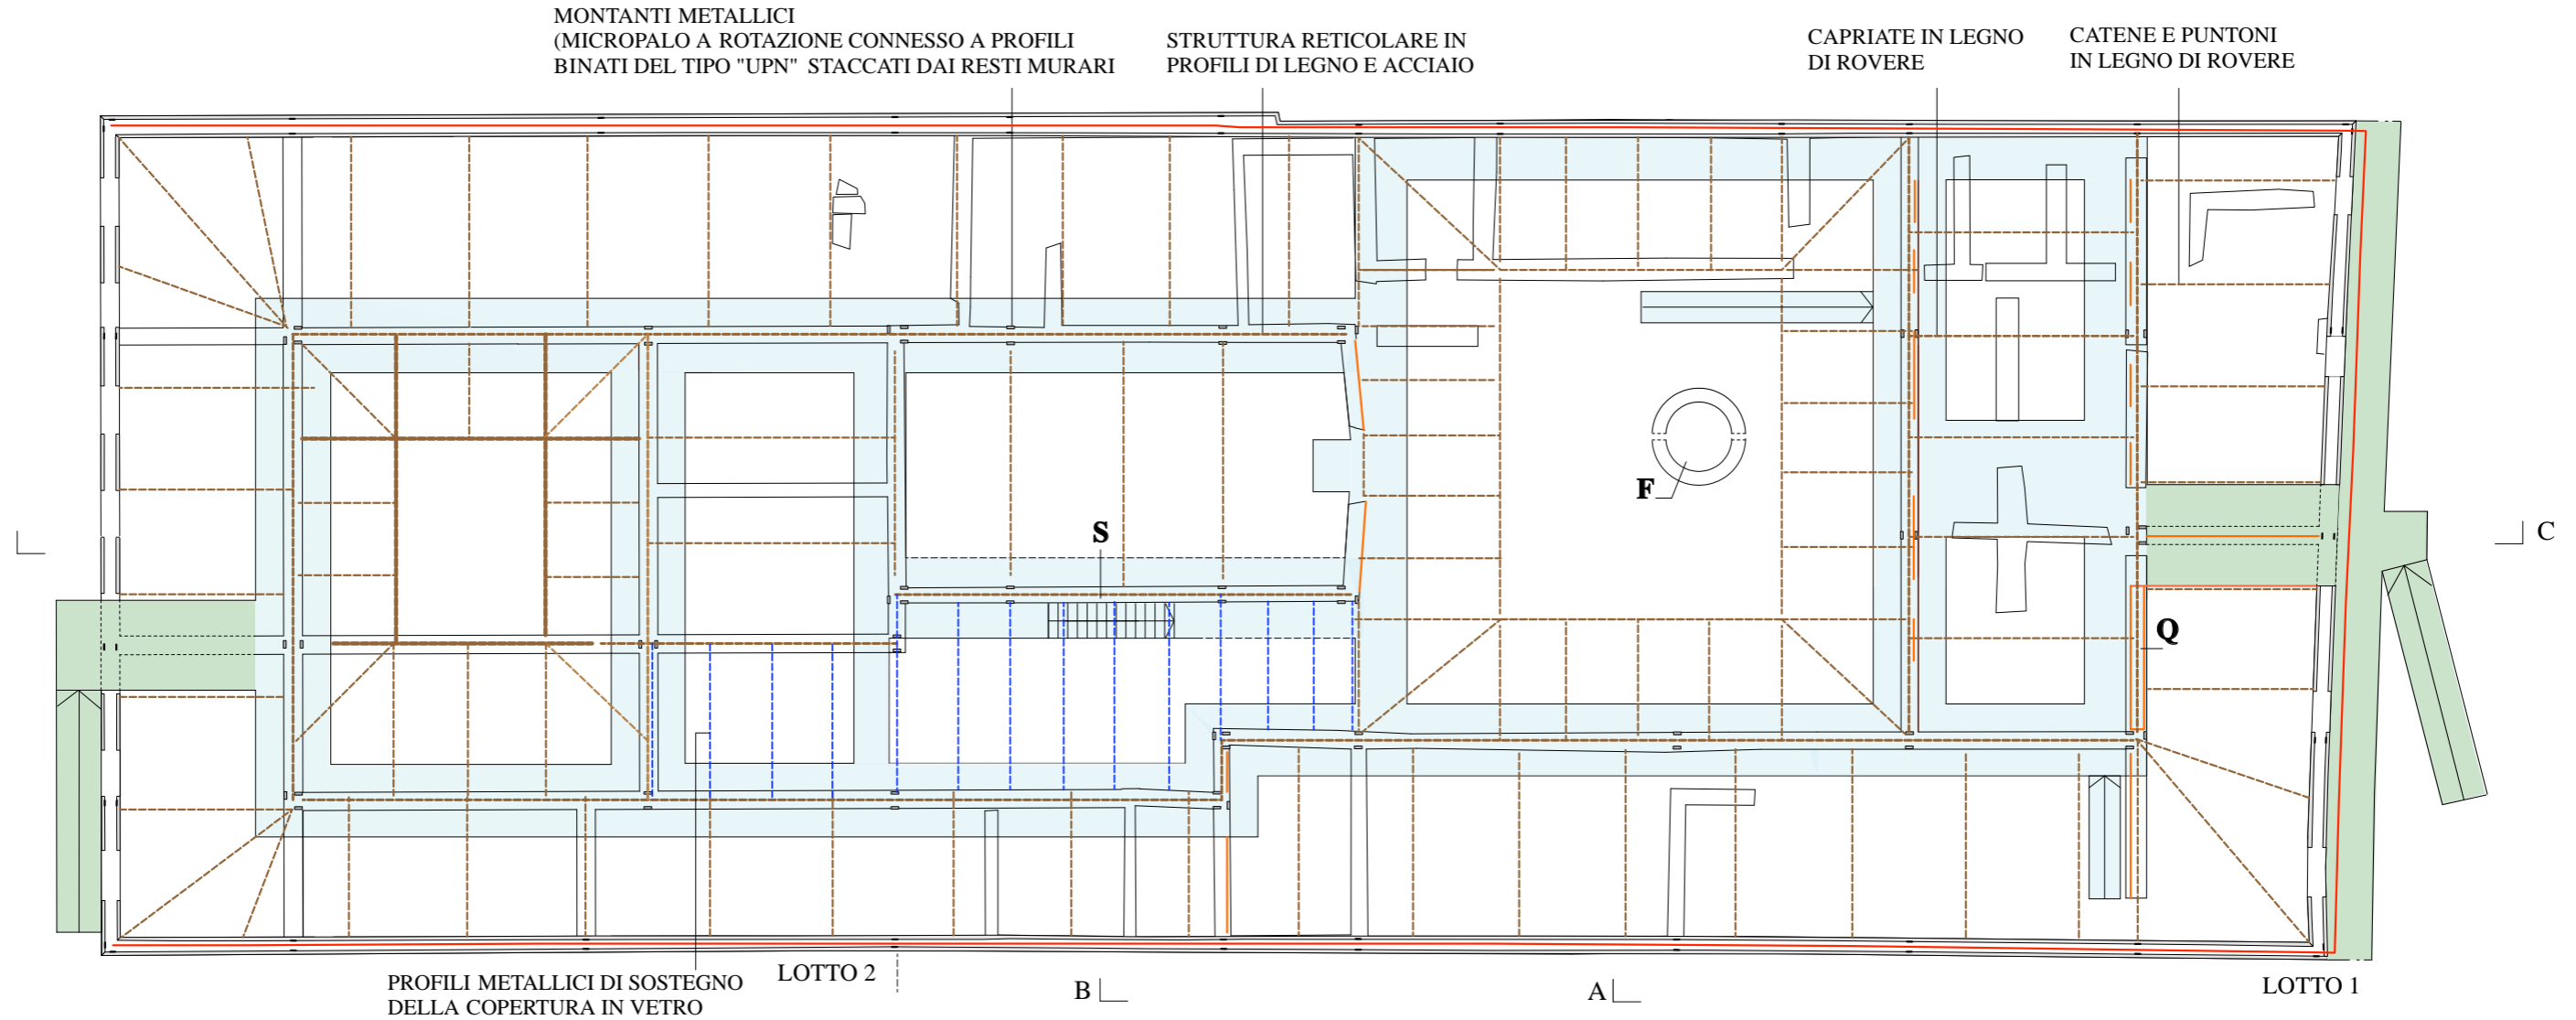 MONTANTI METALLICI
(MICROPALO A ROTAZIONE CONNESSO A PROFILI
BINATI DEL TIPO "UPN" STACCATI DAI RESTI MURARI
STRUTTURA RETICOLARE IN
PROFILI DI LEGNO E ACCIAIO
CAPRIATE IN LEGNO
DI ROVERE
CATENE E PUNTONI
IN LEGNO DI ROVERE
F
S
C
Q
PROFILI METALLICI DI SOSTEGNO
DELLA COPERTURA IN VETRO
LOTTO 2
B
A
LOTTO 1